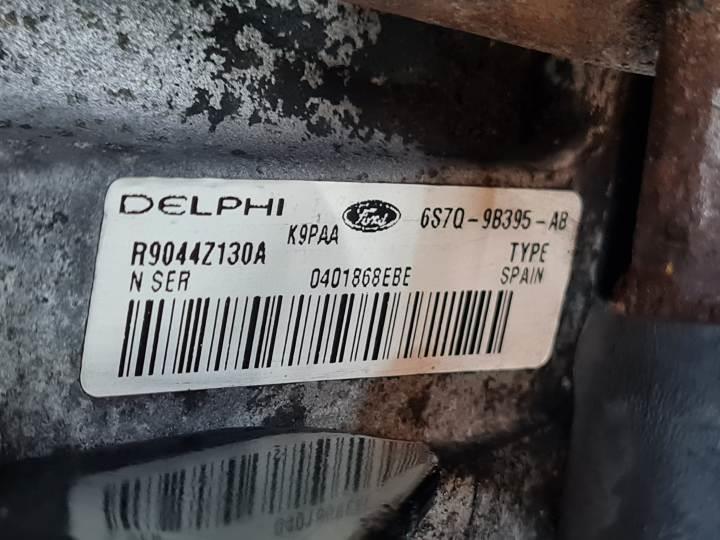 DELPHI K9PAA Ford 6S7Q-9B395-AB
R9044Z130A TYPE
N SER 0401868EBE SPAIN